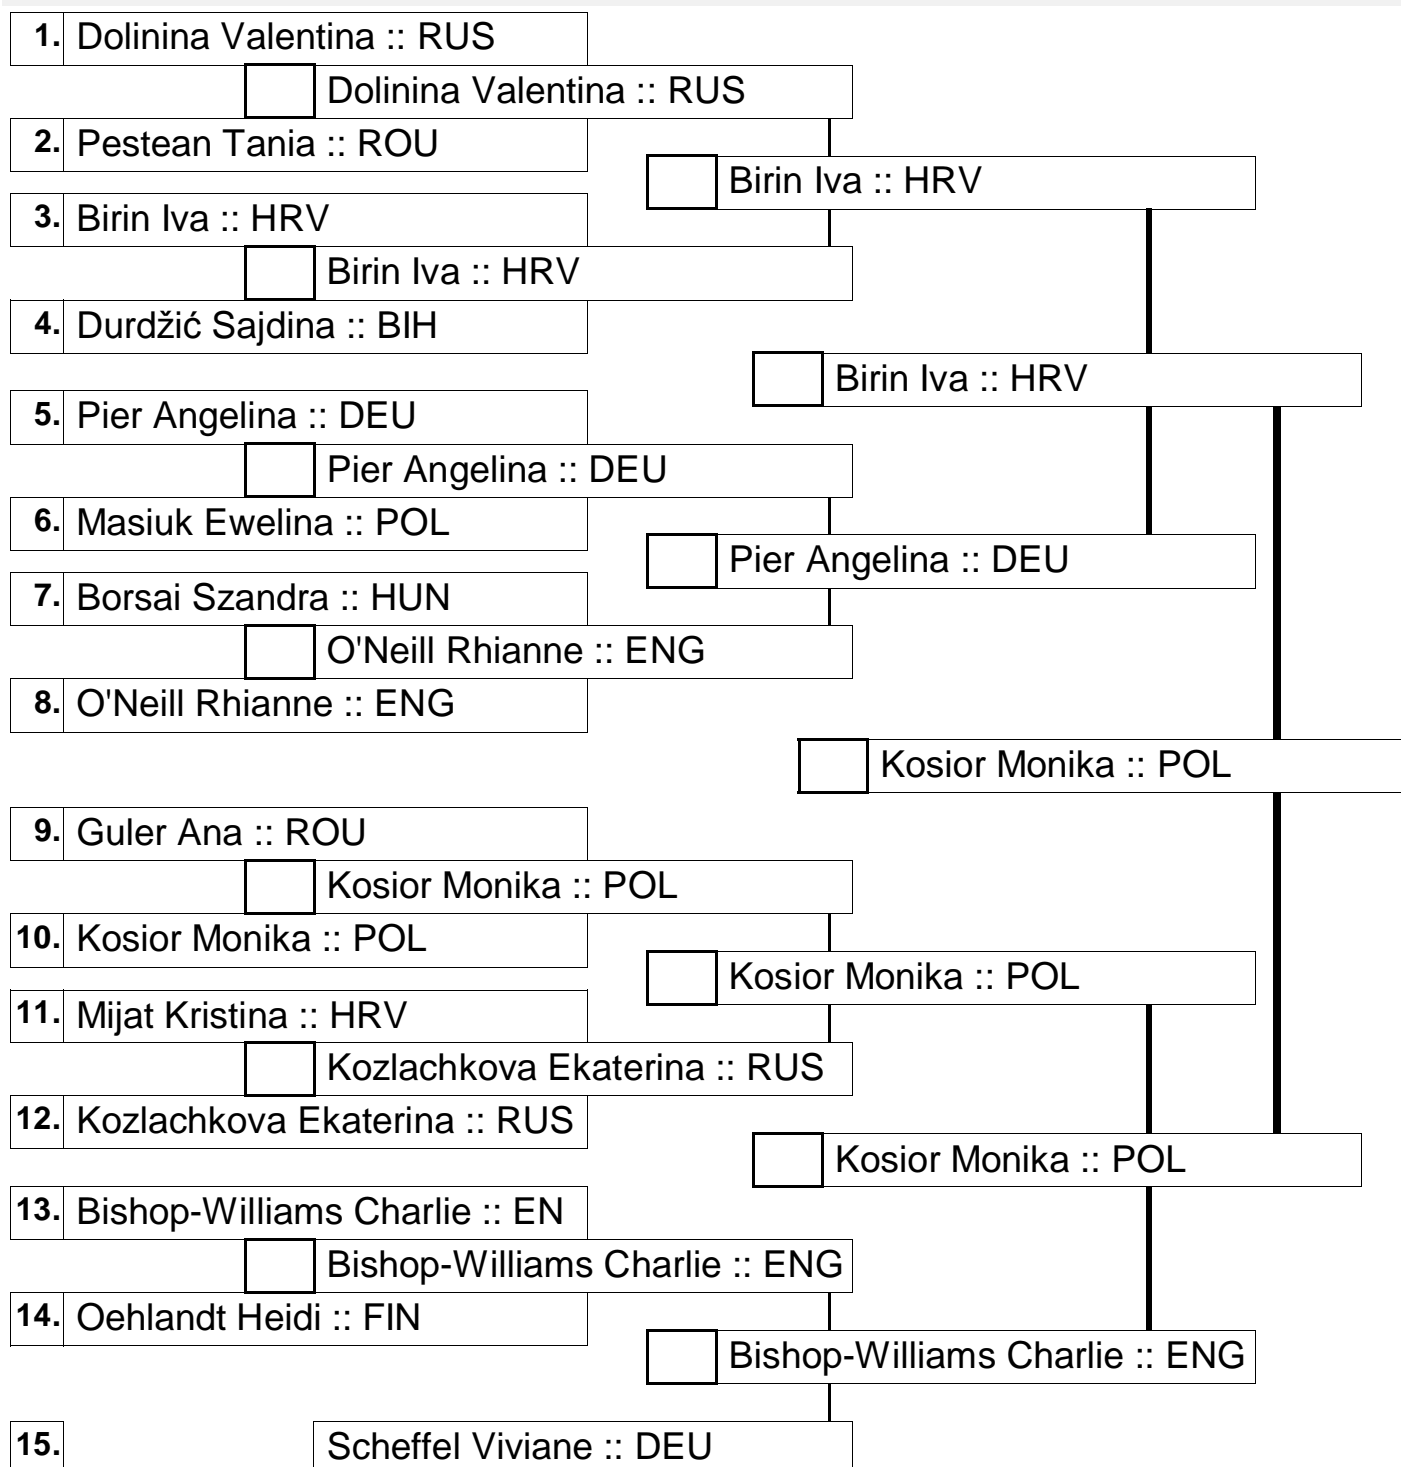 1. Dolinina Valentina :: RUS
Dolinina Valentina :: RUS
2. Pestean Tania :: ROU
Birin Iva :: HRV
3. Birin Iva :: HRV
Birin Iva :: HRV
4. Durdžić Sajdina :: BIH
Birin Iva :: HRV
5. Pier Angelina :: DEU
Pier Angelina :: DEU
6. Masiuk Ewelina :: POL
Pier Angelina :: DEU
7. Borsai Szandra :: HUN
O'Neill Rhianne :: ENG
8. O'Neill Rhianne :: ENG
Kosior Monika :: POL
9. Guler Ana :: ROU
Kosior Monika :: POL
10. Kosior Monika :: POL
Kosior Monika :: POL
11. Mijat Kristina :: HRV
Kozlachkova Ekaterina :: RUS
12. Kozlachkova Ekaterina :: RUS
Kosior Monika :: POL
13. Bishop-Williams Charlie :: EN
Bishop-Williams Charlie :: ENG
14. Oehlandt Heidi :: FIN
Bishop-Williams Charlie :: ENG
15. Scheffel Viviane :: DEU